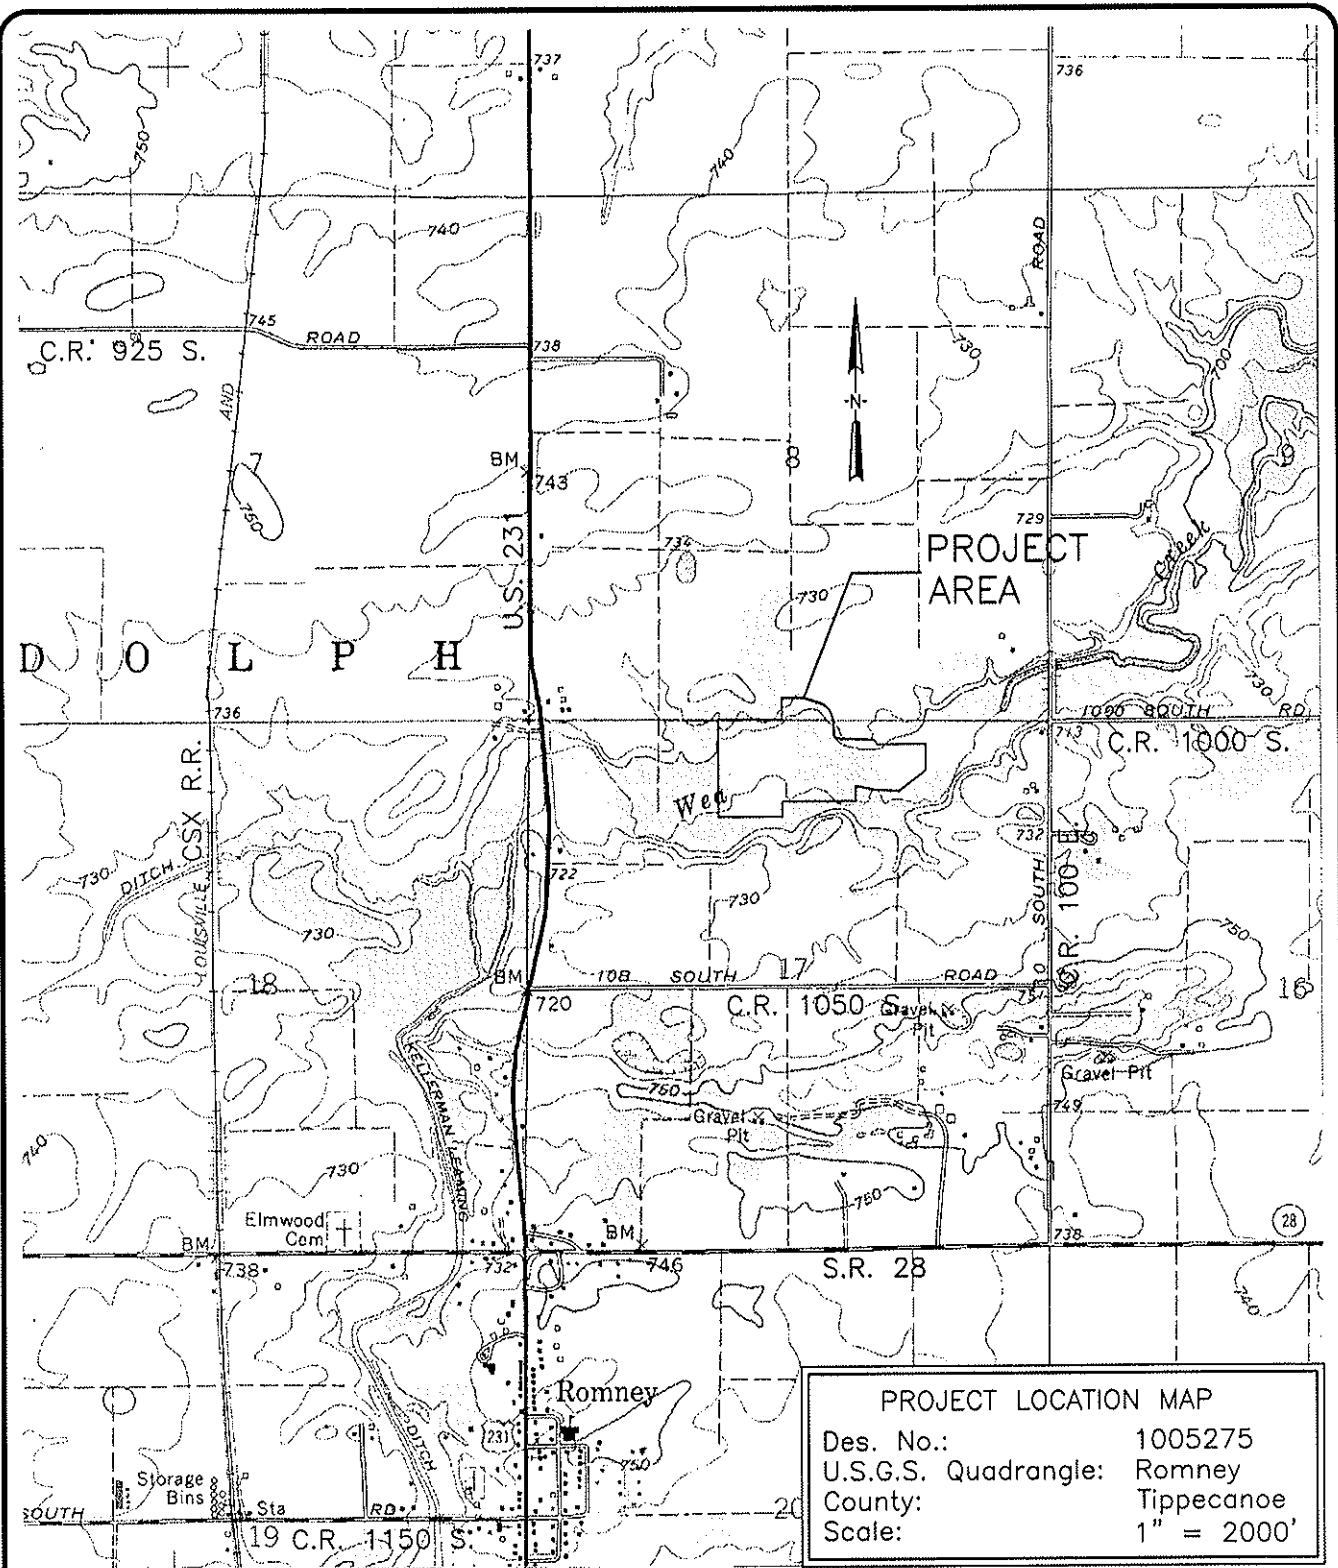 737
736
750
740
740
ROAD
745
ROAD
C.R. 925 S.
738
730
700
AND
-N-
7
BM
743
8
9
750
U.S. 231
734
729
PROJECT
AREA
Creek
730
D O L P H
730
736
1000 SOUTH RD
713
C.R. 1000 S.
CSX R.R.
Wea
732
730
DITCH
722
LOUISVILLE
730
730
SOUTH
C.R. 100 E.
750
18
BM
108 SOUTH 17 ROAD
720
C.R. 1050 S.
751
16
Gravel
Pit
KELLERMAN LEAMING
Gravel Pit
750
Gravel
Pit
749
740
730
750
Elmwood
Cem
BM
BM
28
738
738
732
746
S.R. 28
740
Romney
231
DITCH
750
Storage
Bins
SOUTH
Sta
RD
20
19 C.R. 1150 S.
PROJECT LOCATION MAP
Des. No.: 1005275
U.S.G.S. Quadrangle: Romney
County: Tippecanoe
Scale: 1" = 2000'